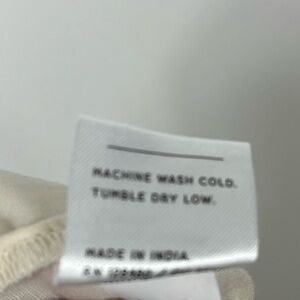 MACHINE WASH COLD.
TUMBLE DRY LOW.
MADE IN INDIA